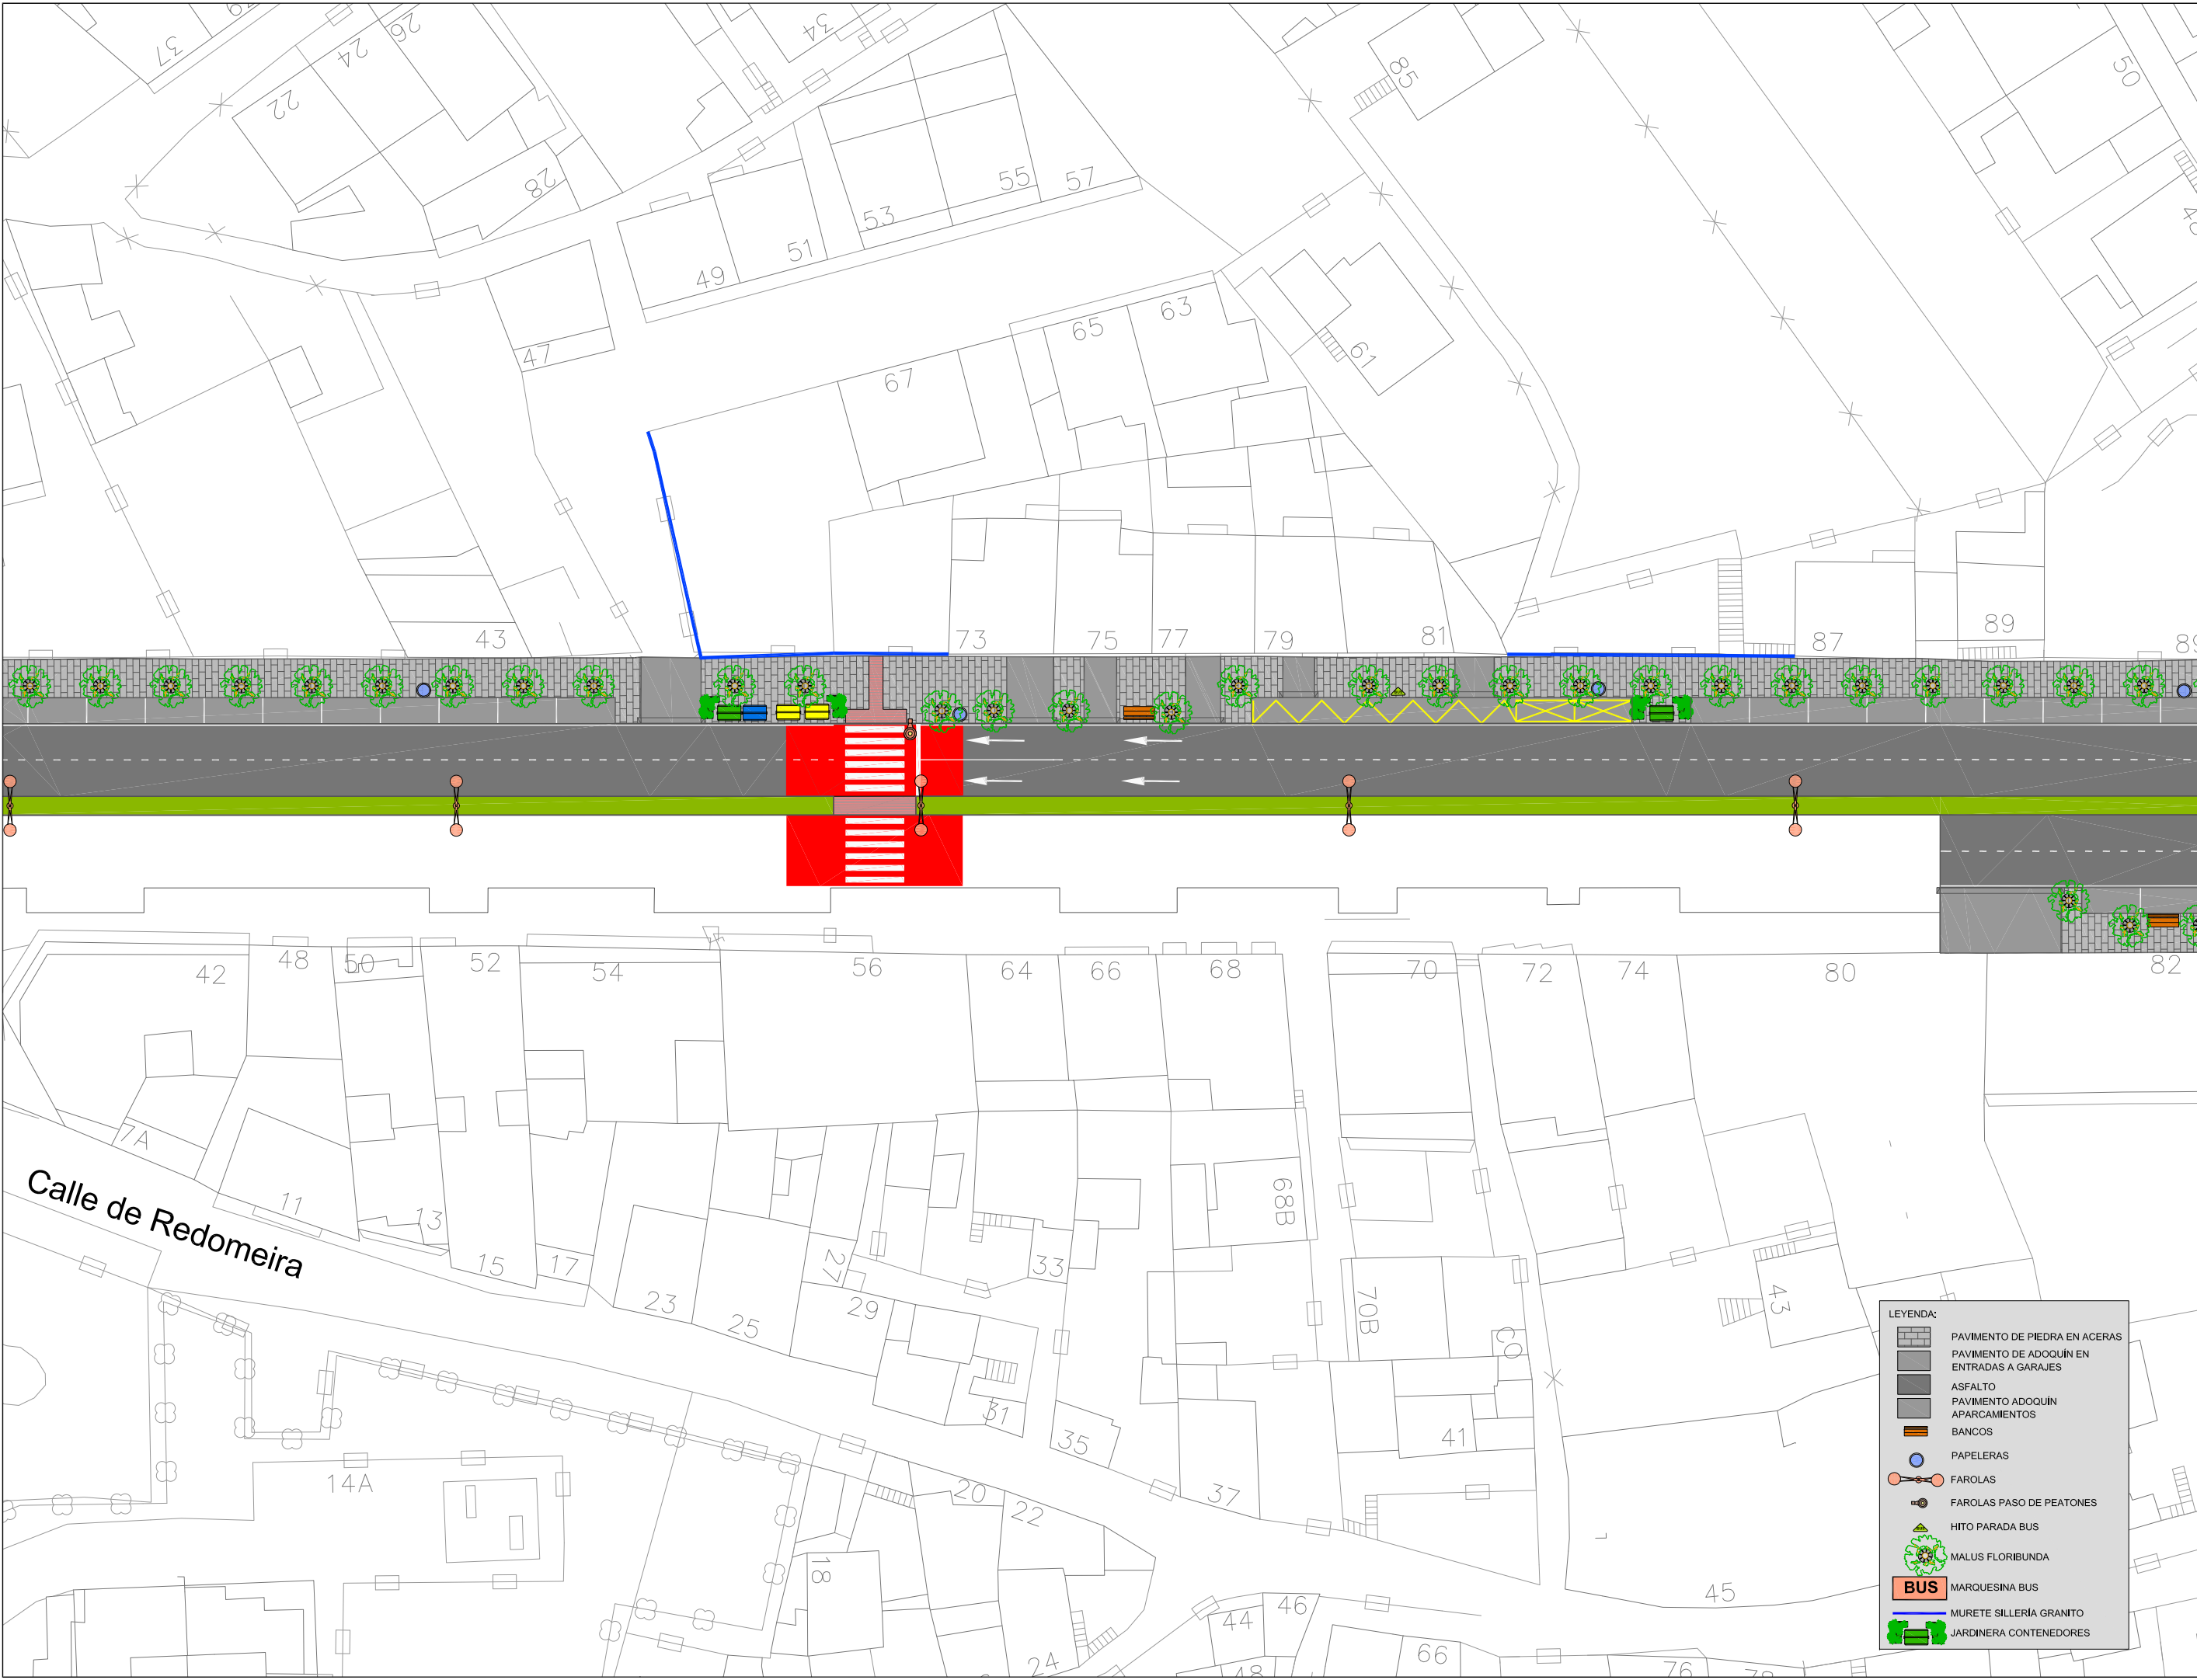 37
24
26
22
28
34
85
50
49
51
53
55
57
47
67
65
63
61
43
73
75
77
79
81
87
89
42
48
50
52
54
56
64
66
68
70
72
74
80
82
7A
Calle de Redomeira
11
13
15
17
23
25
27
29
31
33
35
37
68B
70B
C0
41
43
45
14A
18
20
22
24
44
46
48
66
76
LEYENDA:
PAVIMENTO DE PIEDRA EN ACERAS
PAVIMENTO DE ADOQUÍN EN
ENTRADAS A GARAJES
ASFALTO
PAVIMENTO ADOQUÍN
APARCAMIENTOS
BANCOS
PAPELERAS
FAROLAS
FAROLAS PASO DE PEATONES
HITO PARADA BUS
MALUS FLORIBUNDA
BUS MARQUESINA BUS
MURETE SILLERÍA GRANITO
JARDINERA CONTENEDORES